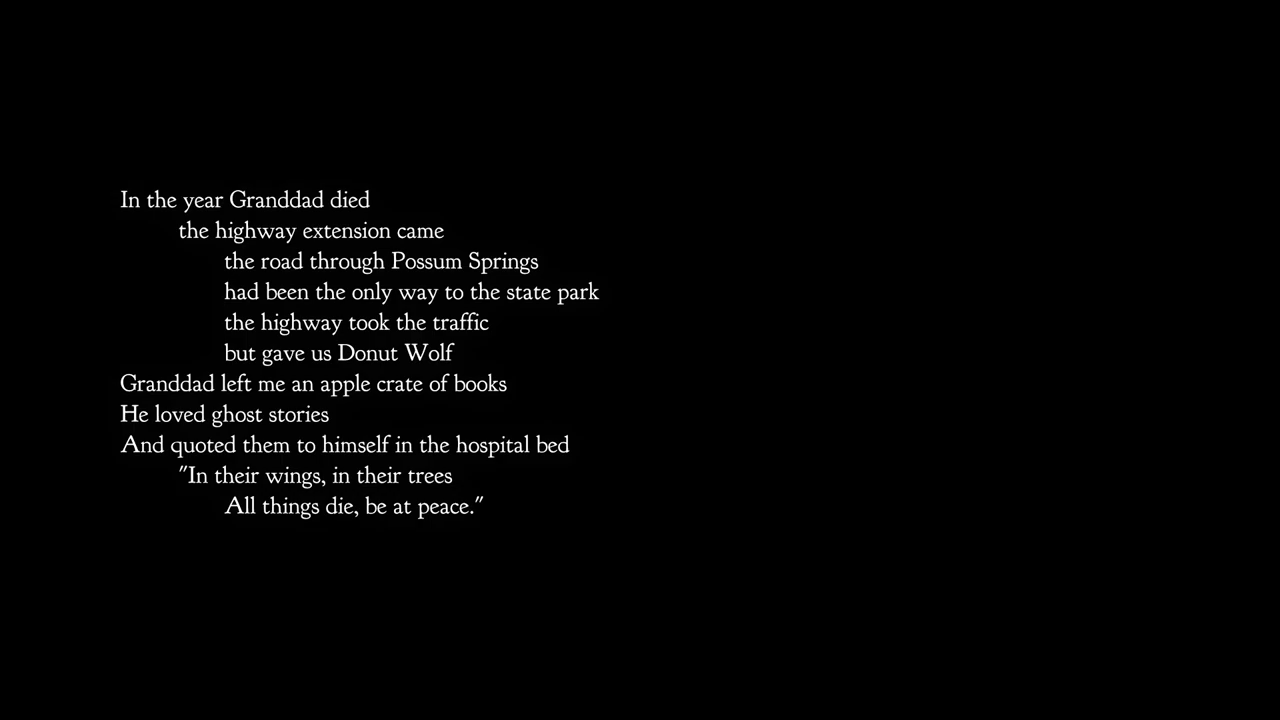 In the year Granddad died
the highway extension came
the road through Possum Springs
had been the only way to the state park
the highway took the traffic
but gave us Donut Wolf
Granddad left me an apple crate of books
He loved ghost stories
And quoted them to himself in the hospital bed
"In their wings, in their trees
All things die, be at peace."